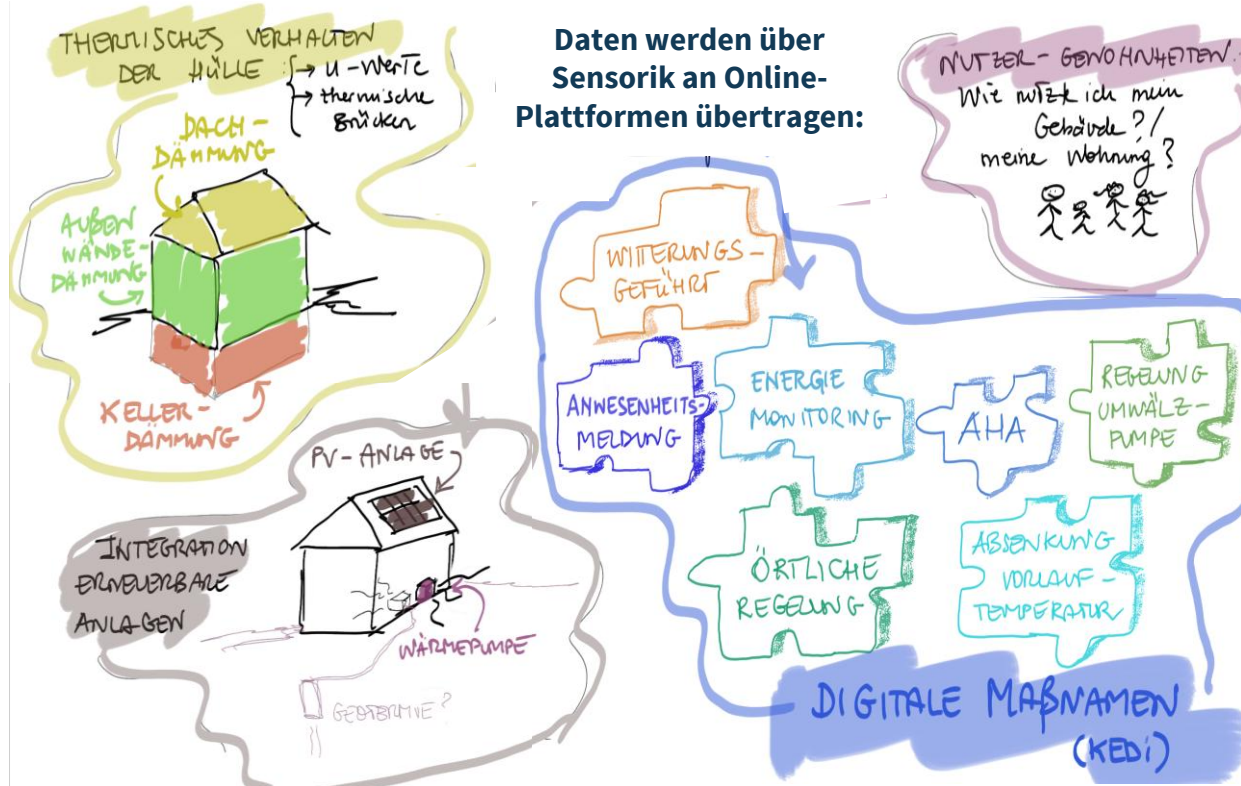 THERMISCHES VERHALTEN
DER HÜLLE
→ U-Werte
→ thermische
Brücken
DACH-
DÄMMUNG
AUßEN
WÄNDE-
DÄMMUNG
KELLER-
DÄMMUNG
Daten werden über
Sensorik an Online-
Plattformen übertragen:
NUTZER-GEWOHNHEITEN
Wie nutze ich mein
Gebäude?/
meine Wohnung?
WITTERUNGS-
GEFÜHRT
ANWESENHEITS-
MELDUNG
ENERGIE
MONITORING
AHA
REGELUNG
UMWÄLZ-
PUMPE
ÖRTLICHE
REGELUNG
ABSENKUNG
VORLAUF-
TEMPERATUR
DIGITALE MAßNAMEN
(KEDi)
PV-ANLAGE
INTEGRATION
ERNEUERBARE
ANLAGEN
WÄRMEPUMPE
GEOTERMIE?